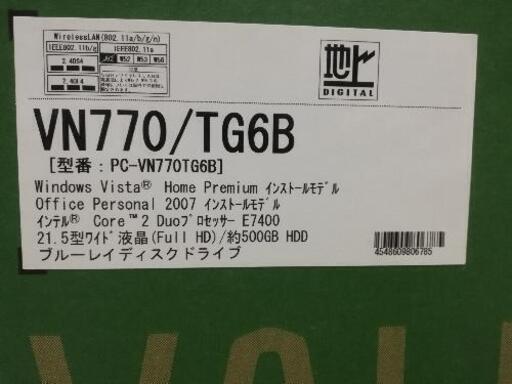 WirelessLAN(802.11a/b/g/n)
IEEE802.11b/g
IEEE802.11a
2.4DS4
2.4OF4
J52 W52 W53 W56
地上
DIGITAL
VN770/TG6B
[型番：PC-VN770TG6B]
Windows Vista® Home Premium インストールモデル
Office Personal 2007 インストールモデル
インテル® Core™2 Duoプロセッサー E7400
21.5型ワイド液晶(Full HD)/約500GB HDD
ブルーレイディスクドライブ
4548609806785